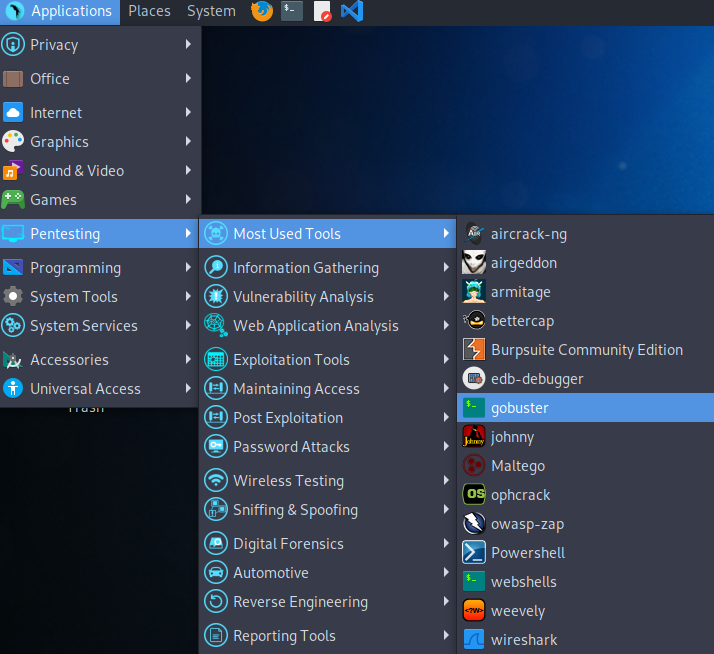 Applications Places System
Privacy
Office
Internet
Graphics
Sound & Video
Games
Pentesting
Programming
System Tools
System Services
Accessories
Universal Access
Trash
Most Used Tools
Information Gathering
Vulnerability Analysis
Web Application Analysis
Exploitation Tools
Maintaining Access
Post Exploitation
Password Attacks
Wireless Testing
Sniffing & Spoofing
Digital Forensics
Automotive
Reverse Engineering
Reporting Tools
aircrack-ng
airgeddon
armitage
bettercap
Burpsuite Community Edition
edb-debugger
gobuster
johnny
Maltego
ophcrack
owasp-zap
Powershell
webshells
weevely
wireshark